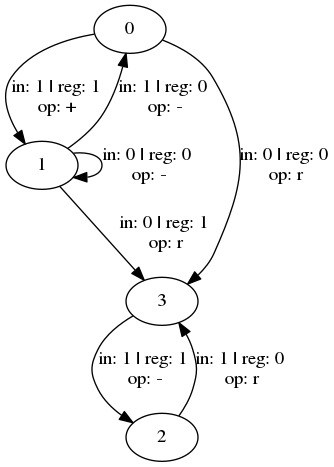 0
in: 1 | reg: 1
op: +
in: 1 | reg: 0
op: -
1
in: 0 | reg: 0
op: -
in: 0 | reg: 0
op: r
in: 0 | reg: 1
op: r
3
in: 1 | reg: 1
op: -
in: 1 | reg: 0
op: r
2